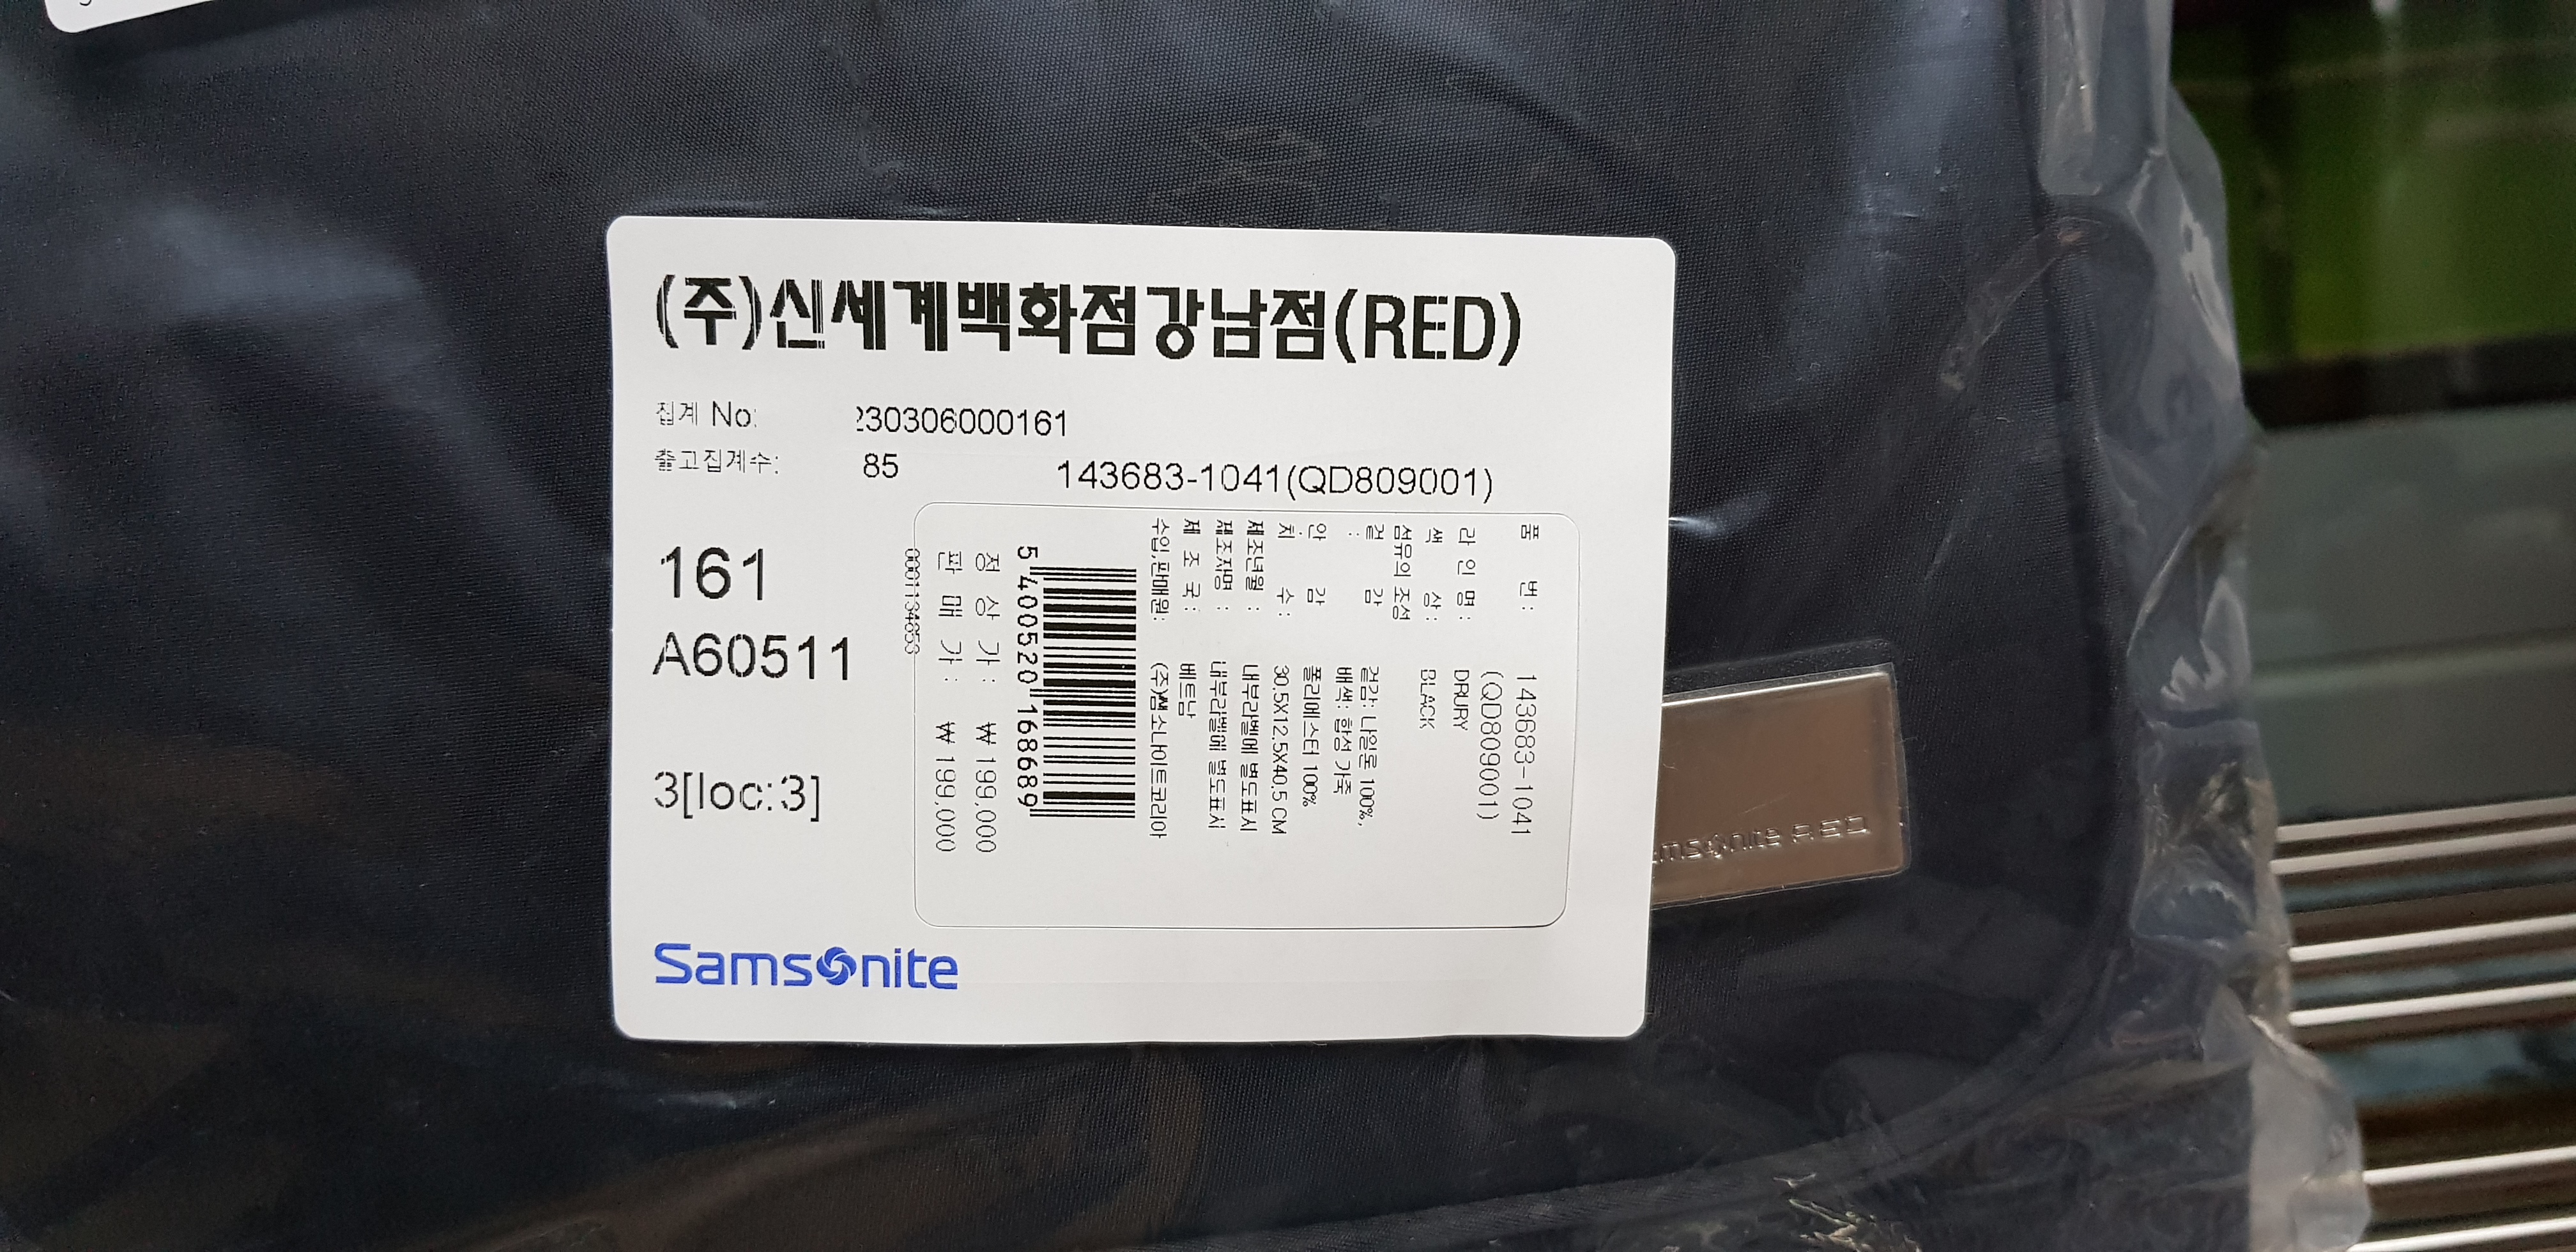 (주)신세계백화점강남점(RED)
집계 No: 230306000161
출고집계수: 85
143683-1041(QD809001)
161
A60511
3[loc:3]
품 번: 143683-1041
(QD809001)
라인명: DRURY
색 상: BLACK
섬유의 조성
겉 감 : 겉감: 나일론 100%,
배색: 합성 가죽
안 감 : 폴리에스터 100%
치 수: 30.5X12.5X40.5 CM
제조년월 : 내부라벨에 별도표시
제조자명 : 내부라벨에 별도표시
제 조 국 : 베트남
수입,판매원: (주)쌤소나이트코리아
5 400520 168689
정 상 가 : ₩ 199,000
판 매 가 : ₩ 199,000
0001134853
Samsonite
samsonite RED